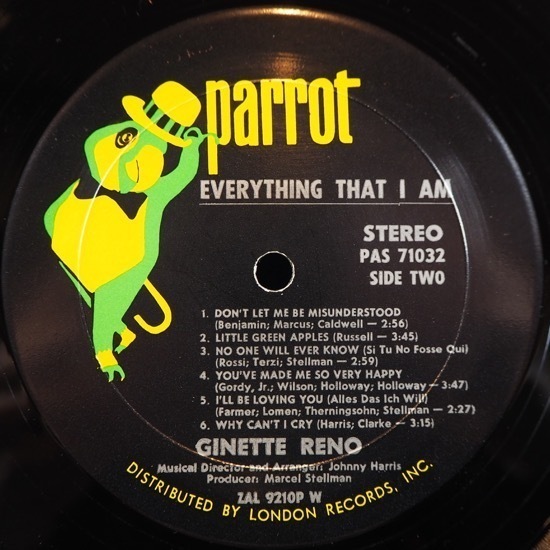 parrot
EVERYTHING THAT I AM
STEREO
PAS 71032
SIDE TWO
1. DON'T LET ME BE MISUNDERSTOOD
(Benjamin; Marcus; Caldwell — 2:56)
2. LITTLE GREEN APPLES (Russell — 3:45)
3. NO ONE WILL EVER KNOW (Si Tu No Fosse Qui)
(Rossi; Terzi; Stellman — 2:59)
4. YOU'VE MADE ME SO VERY HAPPY
(Gordy, Jr.; Wilson; Holloway; Holloway — 3:47)
5. I'LL BE LOVING YOU (Alles Das Ich Will)
(Farmer; Lomen; Therningsohn; Stellman — 2:27)
6. WHY CAN'T I CRY (Harris; Clarke — 3:15)
GINETTE RENO
Musical Director and Arranger: Johnny Harris
Producer: Marcel Stellman
ZAL 9210P W
DISTRIBUTED BY LONDON RECORDS, INC.